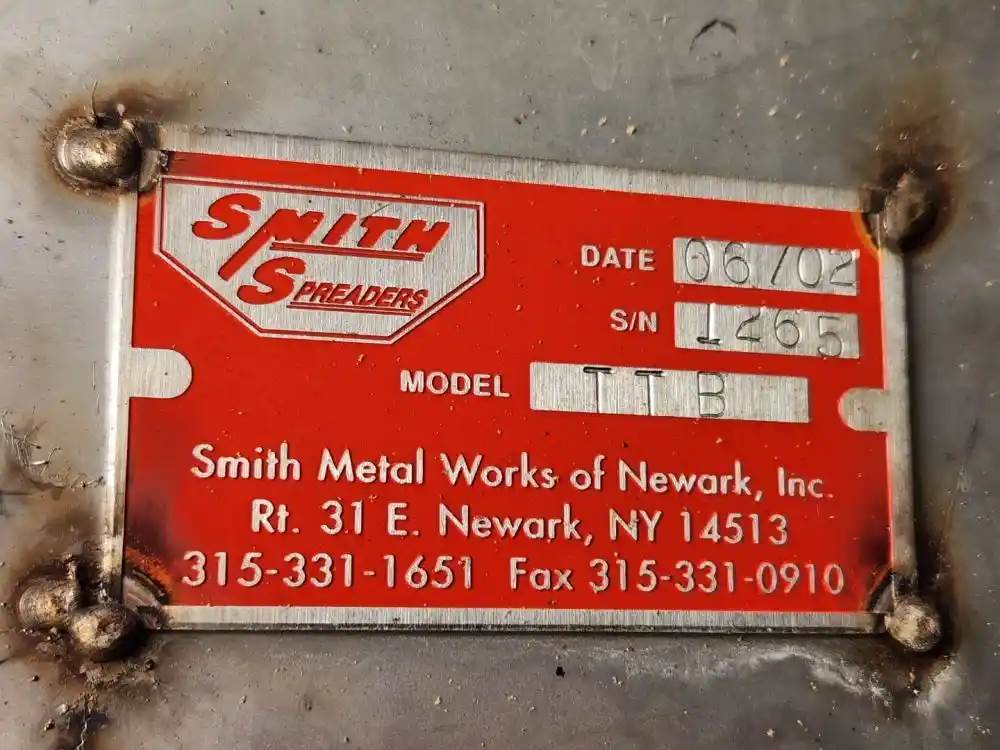 SMITH
SPREADERS
DATE 06/02
S/N 1265
MODEL TTB
Smith Metal Works of Newark, Inc.
Rt. 31 E. Newark, NY 14513
315-331-1651 Fax 315-331-0910